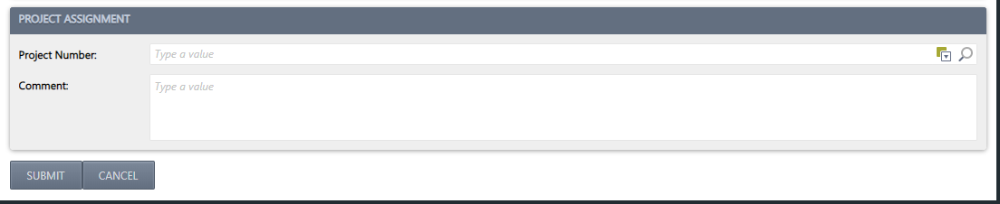 PROJECT ASSIGNMENT
Project Number: Type a value
Comment: Type a value
SUBMIT CANCEL